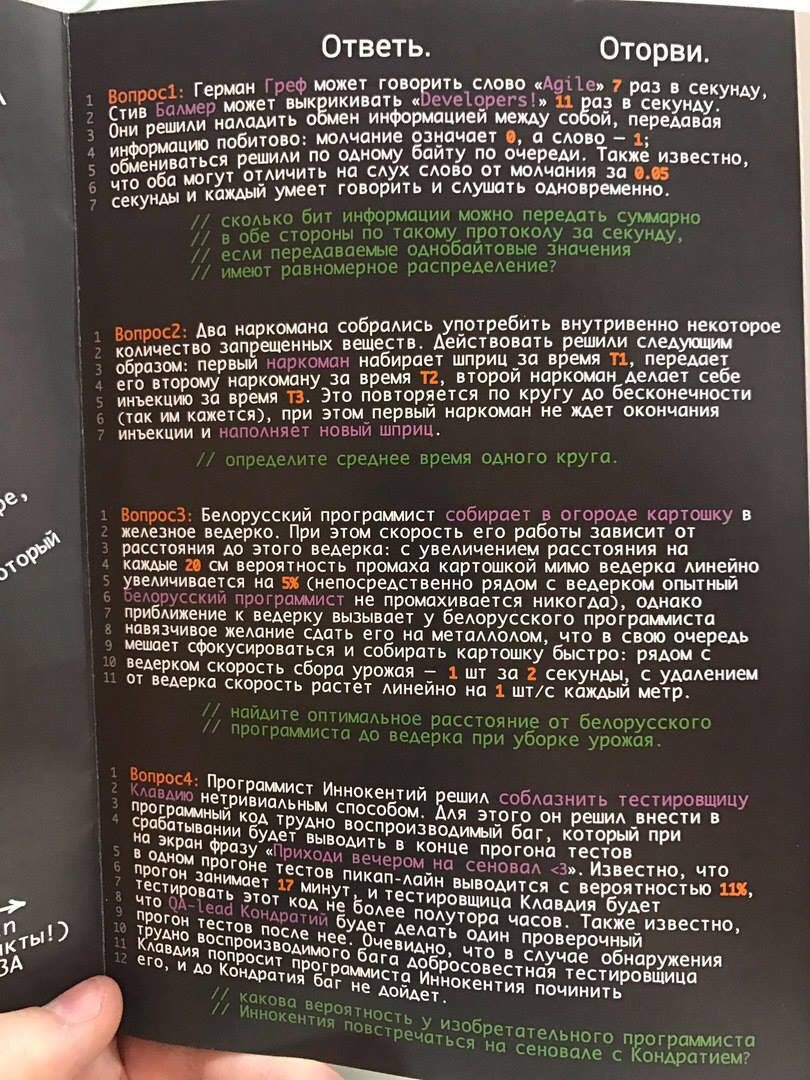 Ответь.
Оторви.
1 Вопрос1: Герман Греф может говорить слово «Agile» 7 раз в секунду,
2 Стив Балмер может выкрикивать «Developers!» 11 раз в секунду.
3 Они решили наладить обмен информацией между собой, передавая
4 информацию побитово: молчание означает 0, а слово — 1;
5 обмениваться решили по одному байту по очереди. Также известно,
6 что оба могут отличить на слух слово от молчания за 0.05
7 секунды и каждый умеет говорить и слушать одновременно.
// сколько бит информации можно передать суммарно
// в обе стороны по такому протоколу за секунду,
// если передаваемые однобайтовые значения
// имеют равномерное распределение?
1 Вопрос2: Два наркомана собрались употребить внутривенно некоторое
2 количество запрещенных веществ. Действовать решили следующим
3 образом: первый наркоман набирает шприц за время T1, передает
4 его второму наркоману за время T2, второй наркоман делает себе
5 инъекцию за время T3. Это повторяется по кругу до бесконечности
6 (так им кажется), при этом первый наркоман не ждет окончания
7 инъекции и наполняет новый шприц.
// определите среднее время одного круга.
1 Вопрос3: Белорусский программист собирает в огороде картошку в
2 железное ведерко. При этом скорость его работы зависит от
3 расстояния до этого ведерка: с увеличением расстояния на
4 каждые 20 см вероятность промаха картошкой мимо ведерка линейно
5 увеличивается на 5% (непосредственно рядом с ведерком опытный
6 белорусский программист не промахивается никогда), однако
7 приближение к ведерку вызывает у белорусского программиста
8 навязчивое желание сдать его на металлолом, что в свою очередь
9 мешает сфокусироваться и собирать картошку быстро: рядом с
10 ведерком скорость сбора урожая — 1 шт за 2 секунды, с удалением
11 от ведерка скорость растет линейно на 1 шт/с каждый метр.
// найдите оптимальное расстояние от белорусского
// программиста до ведерка при уборке урожая.
1 Вопрос4: Программист Иннокентий решил соблазнить тестировщицу
2 Клавдию нетривиальным способом. Для этого он решил внести в
3 программный код трудно воспроизводимый баг, который при
4 срабатывании будет выводить в конце прогона тестов
на экран фразу «Приходи вечером на сеновал <3». Известно, что
5 в одном прогоне тестов пикап-лайн выводится с вероятностью 11%,
6 прогон занимает 17 минут, и тестировщица Клавдия будет
7 тестировать этот код не более полутора часов. Также известно,
8 что QA-lead Кондратий будет делать один проверочный
9 прогон тестов после нее. Очевидно, что в случае обнаружения
10 трудно воспроизводимого бага добросовестная тестировщица
11 Клавдия попросит программиста Иннокентия починить
12 его, и до Кондратия баг не дойдет.
// какова вероятность у изобретательного программиста
// Иннокентия повстречаться на сеновале с Кондратием?
ре,
оторый
п
кты!)
ЗА